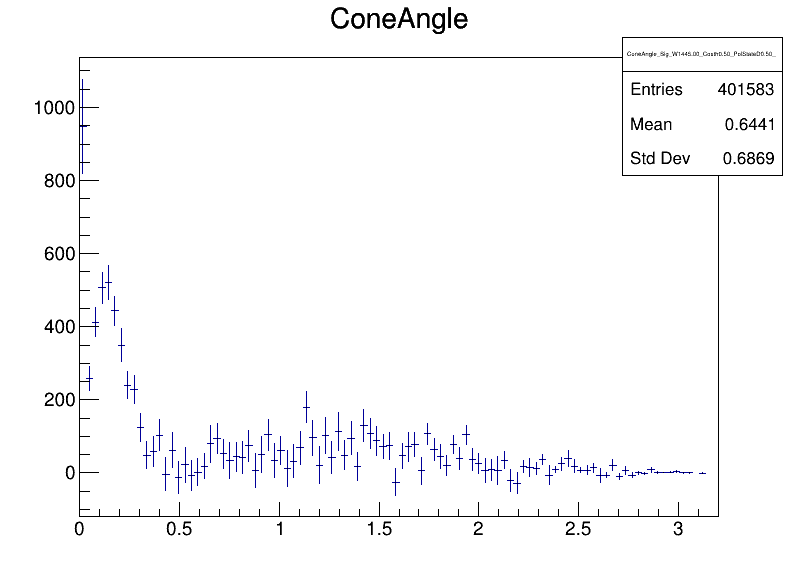 ConeAngle
ConeAngle_Sig_W1445.00_Costh0.50_PolStateD0.50_
Entries 401583
Mean 0.6441
Std Dev 0.6869
1000
800
600
400
200
0
0 0.5 1 1.5 2 2.5 3